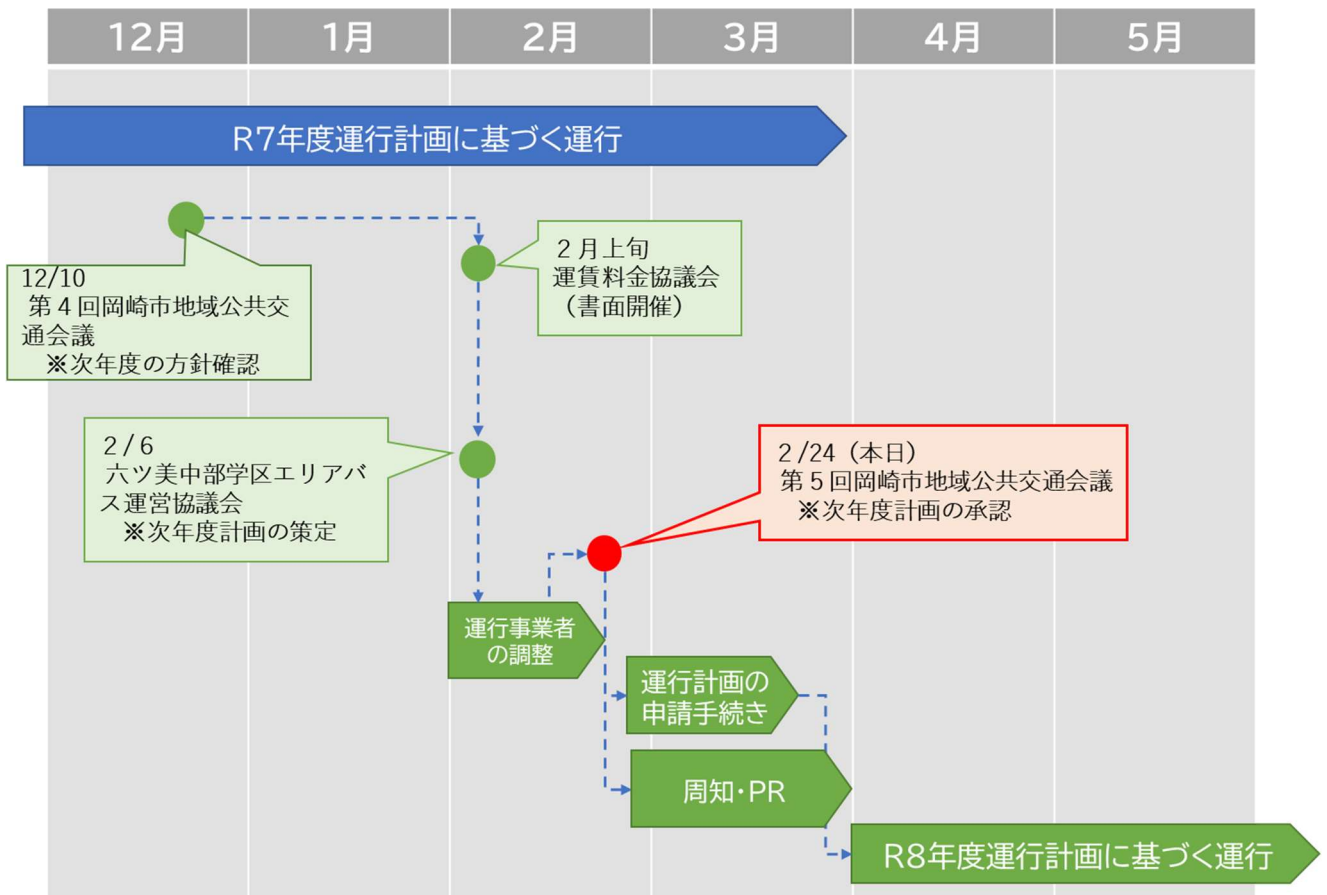 12月 1月 2月 3月 4月 5月
R7年度運行計画に基づく運行
12/10
第4回岡崎市地域公共交
通会議
※次年度の方針確認
2月上旬
運賃料金協議会
(書面開催)
2/6
六ツ美中部学区エリアバ
ス運営協議会
※次年度計画の策定
2/24(本日)
第5回岡崎市地域公共交通会議
※次年度計画の承認
運行事業者
の調整
運行計画の
申請手続き
周知・PR
R8年度運行計画に基づく運行